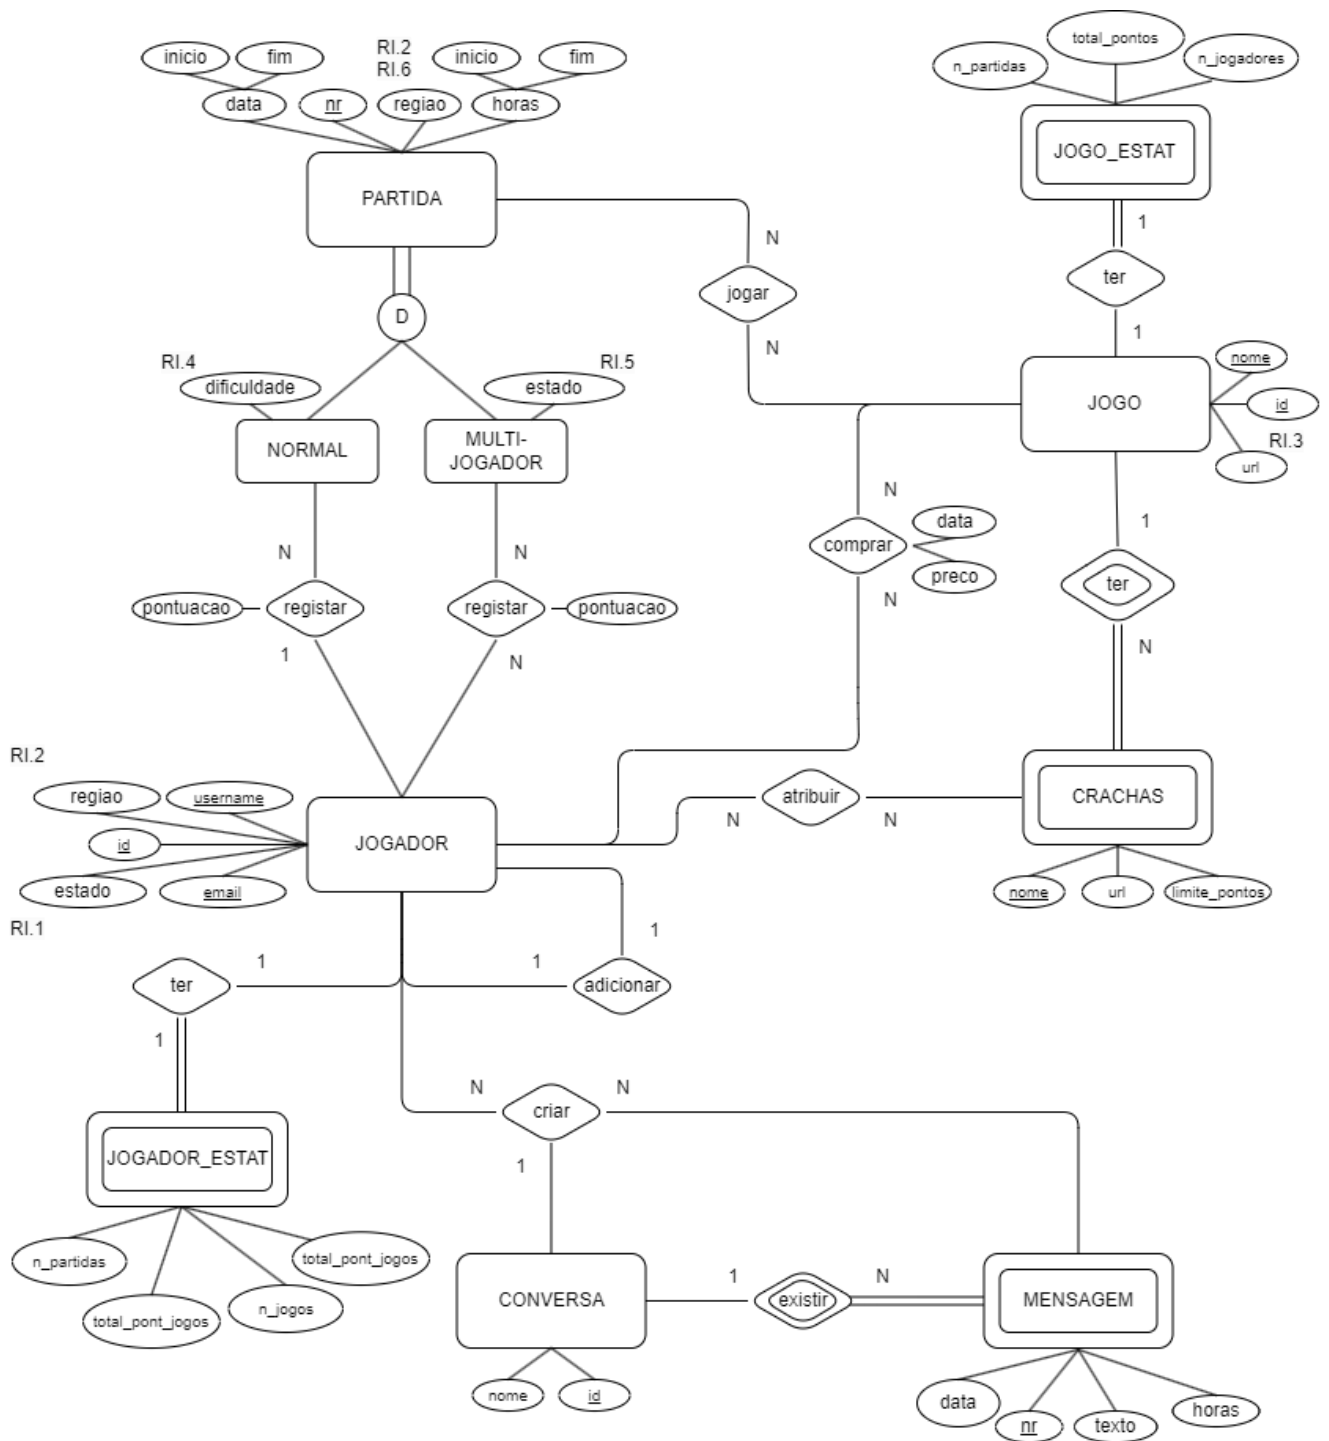 total_pontos
inicio
fim
RI.2
inicio
fim
n_partidas
n_jogadores
RI.6
data
nr
regiao
horas
JOGO_ESTAT
PARTIDA
1
N
ter
jogar
D
1
N
RI.4
RI.5
nome
dificuldade
estado
JOGO
id
NORMAL
MULTI-
JOGADOR
RI.3
url
N
data
1
comprar
N
N
preco
ter
pontuacao
registar
registar
pontuacao
N
1
N
N
RI.2
regiao
username
atribuir
CRACHAS
N
N
id
JOGADOR
estado
email
nome
url
limite_pontos
RI.1
1
1
1
ter
adicionar
1
N
N
criar
JOGADOR_ESTAT
1
n_partidas
total_pont_jogos
n_jogos
total_pont_jogos
1
N
CONVERSA
existir
MENSAGEM
nome
id
data
horas
nr
texto